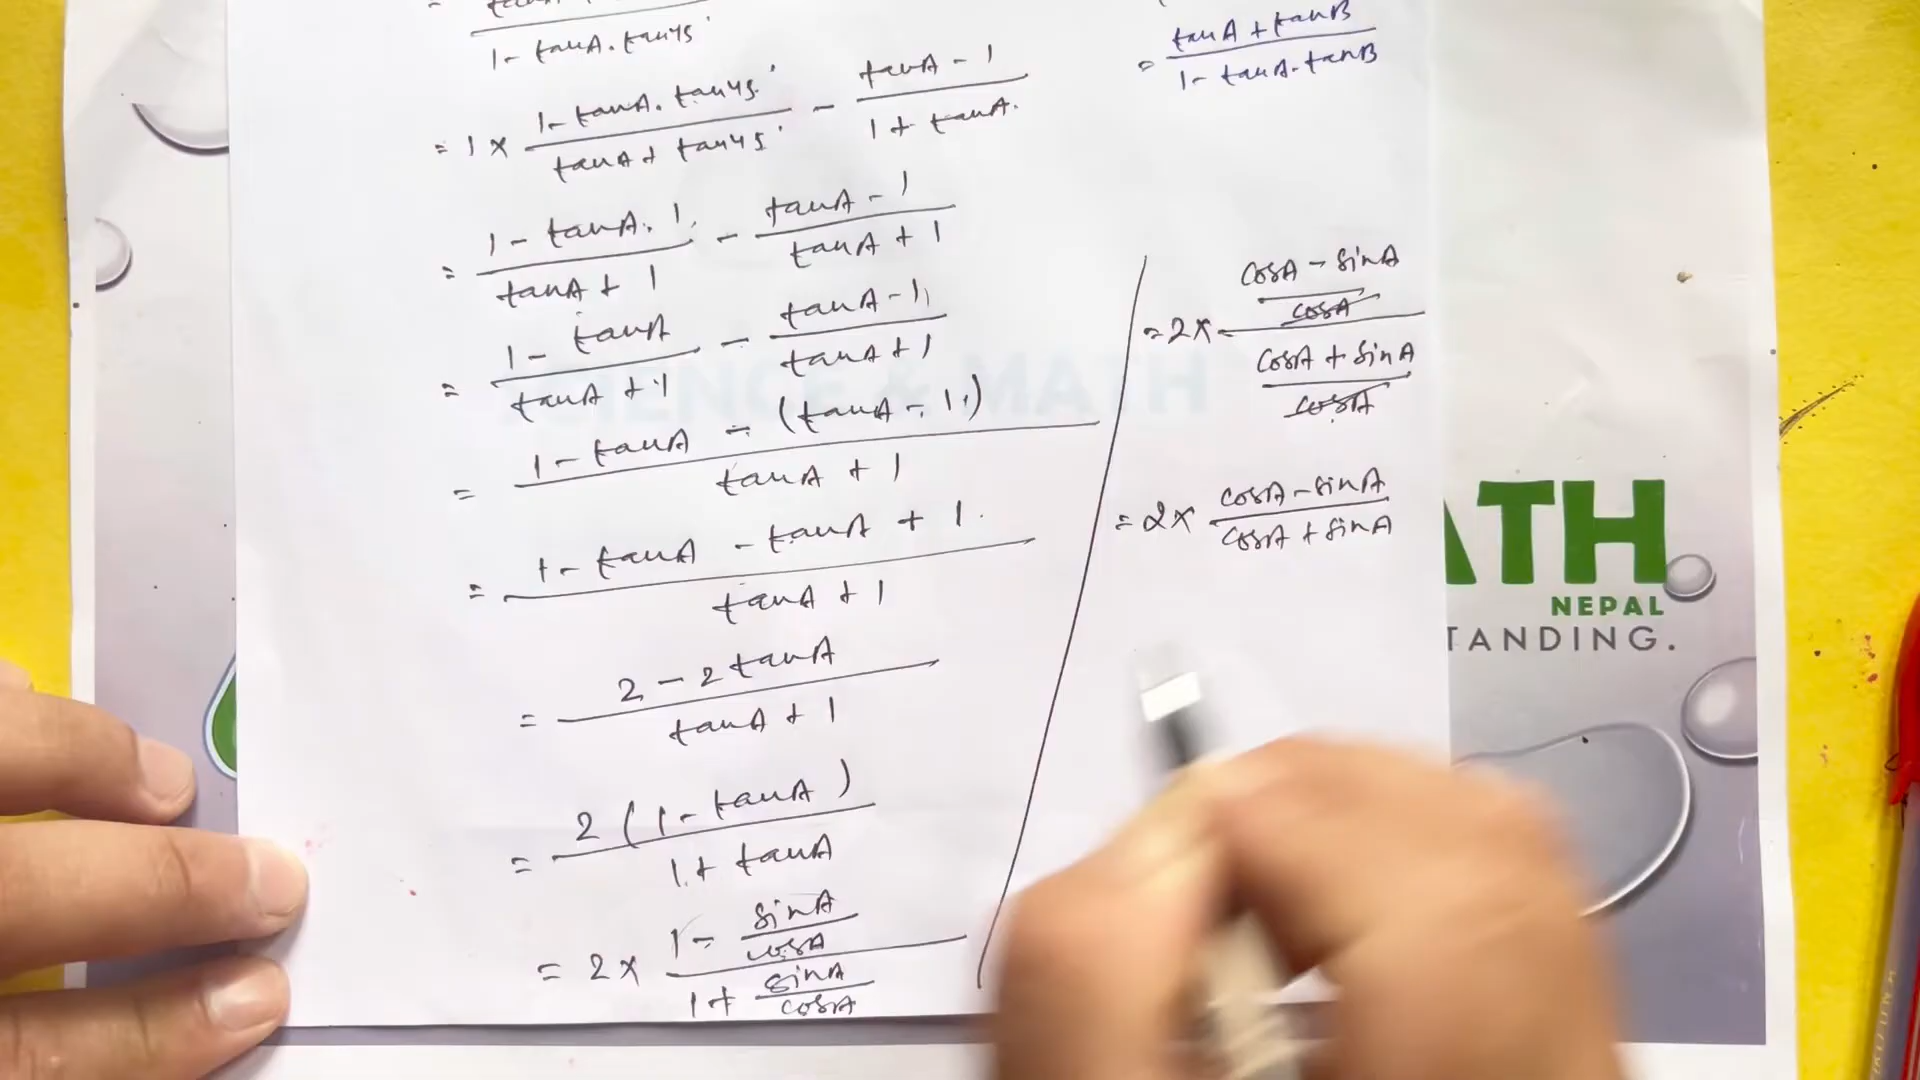 1 - tanA. tan45°
= 1 × (1 - tanA. tan45°)/(tanA + tan45°) - (tanA - 1)/(1 + tanA.)
= (1 - tanA. 1.)/(tanA + 1) - (tanA - 1)/(tanA + 1)
= (1 - tanA)/(tanA + 1) - (tanA - 1)/(tanA + 1)
= (1 - tanA - (tanA - 1))/(tanA + 1)
= (1 - tanA - tanA + 1.)/(tanA + 1)
= (2 - 2tanA)/(tanA + 1)
= 2(1 - tanA)/(1 + tanA)
= 2 × (1 - sinA/cosA)/(1 + sinA/cosA)
= (tanA + tanB)/(1 - tanA. tanB)
= 2 × ((cosA - sinA)/cosA)/((cosA + sinA)/cosA)
= 2 × (cosA - sinA)/(cosA + sinA)
SCIENCE & MATH
ATH
NEPAL
TANDING.